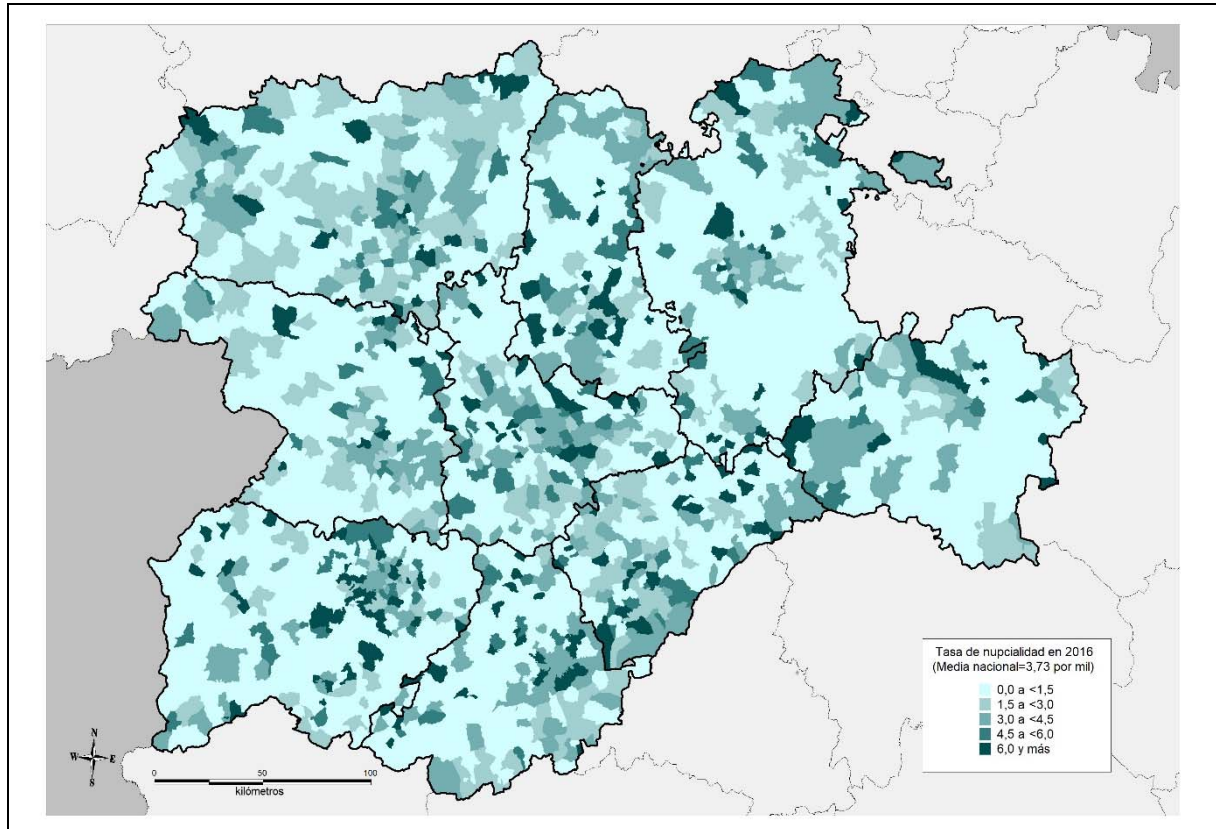 Tasa de nupcialidad en 2016
(Media nacional=3,73 por mil)
0,0 a <1,5
1,5 a <3,0
3,0 a <4,5
4,5 a <6,0
6,0 y más
N
W E
S
0 50 100
kilómetros